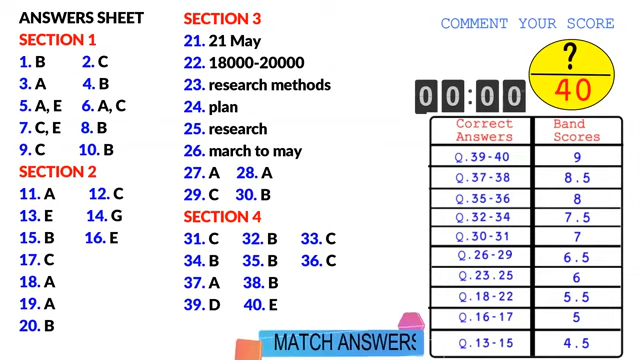 ANSWERS SHEET
SECTION 1
1. B 2. C
3. A 4. B
5. A, E 6. A, C
7. C, E 8. B
9. C 10. B
SECTION 2
11. A 12. C
13. E 14. G
15. B 16. E
17. C
18. A
19. A
20. B
SECTION 3
21. 21 May
22. 18000-20000
23. research methods
24. plan
25. research
26. march to may
27. A 28. A
29. C 30. B
SECTION 4
31. C 32. B 33. C
34. B 35. B 36. C
37. A 38. B
39. D 40. E
MATCH ANSWERS
COMMENT YOUR SCORE
?
40
00:00
Correct Answers Band Scores
Q.39-40 9
Q.37-38 8.5
Q.35-36 8
Q.32-34 7.5
Q.30-31 7
Q.26-29 6.5
Q.23.25 6
Q.18-22 5.5
Q.16-17 5
Q.13-15 4.5